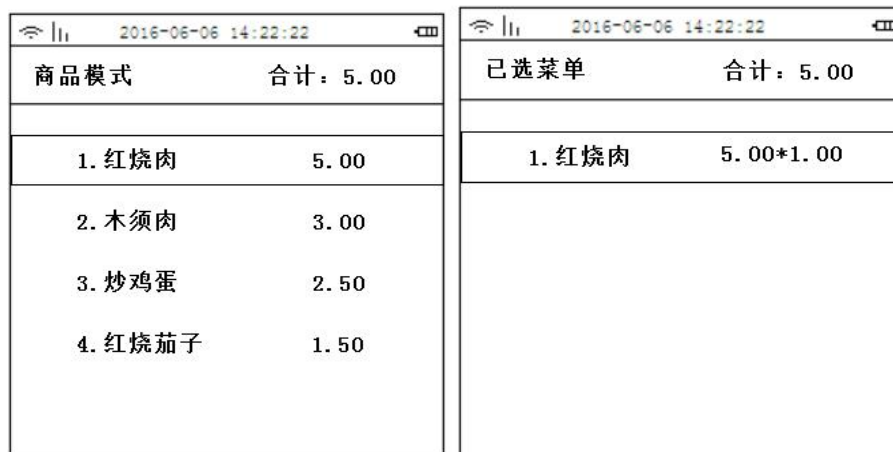 2016-06-06 14:22:22
商品模式 合计：5.00
1.红烧肉 5.00
2.木须肉 3.00
3.炒鸡蛋 2.50
4.红烧茄子 1.50
2016-06-06 14:22:22
已选菜单 合计：5.00
1.红烧肉 5.00*1.00